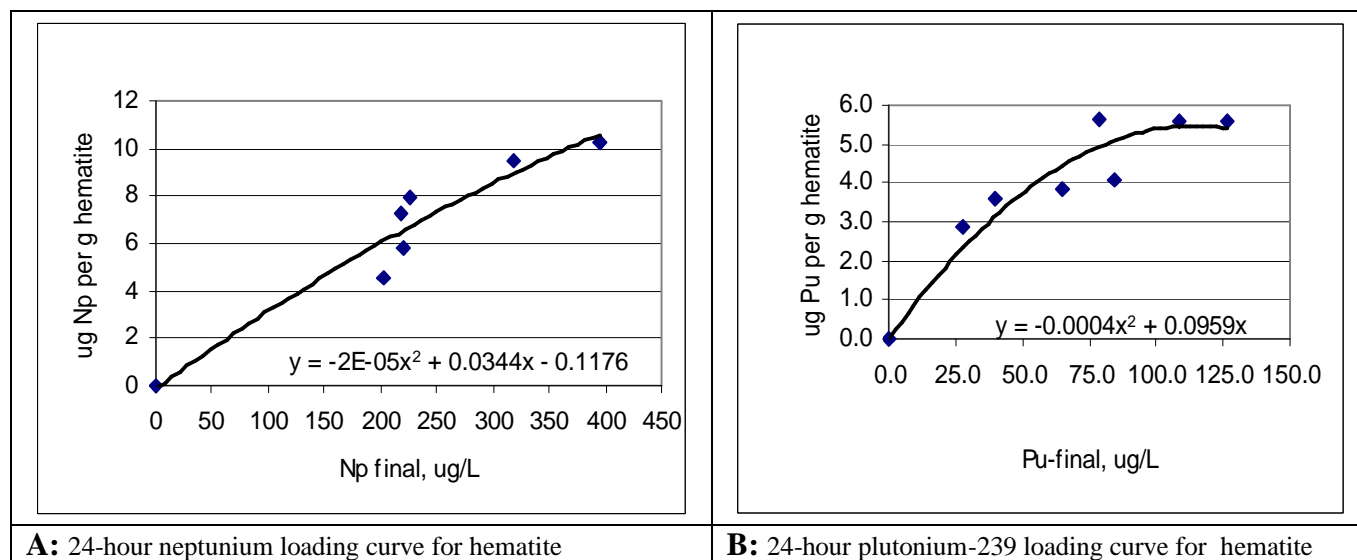 12
10
8
6
4
2
0
ug Np per g hematite
y = -2E-05x² + 0.0344x - 0.1176
0 50 100 150 200 250 300 350 400 450
Np final, ug/L
A: 24-hour neptunium loading curve for hematite
6.0
5.0
4.0
3.0
2.0
1.0
0.0
ug Pu per g hematite
y = -0.0004x² + 0.0959x
0.0 25.0 50.0 75.0 100.0 125.0 150.0
Pu-final, ug/L
B: 24-hour plutonium-239 loading curve for hematite